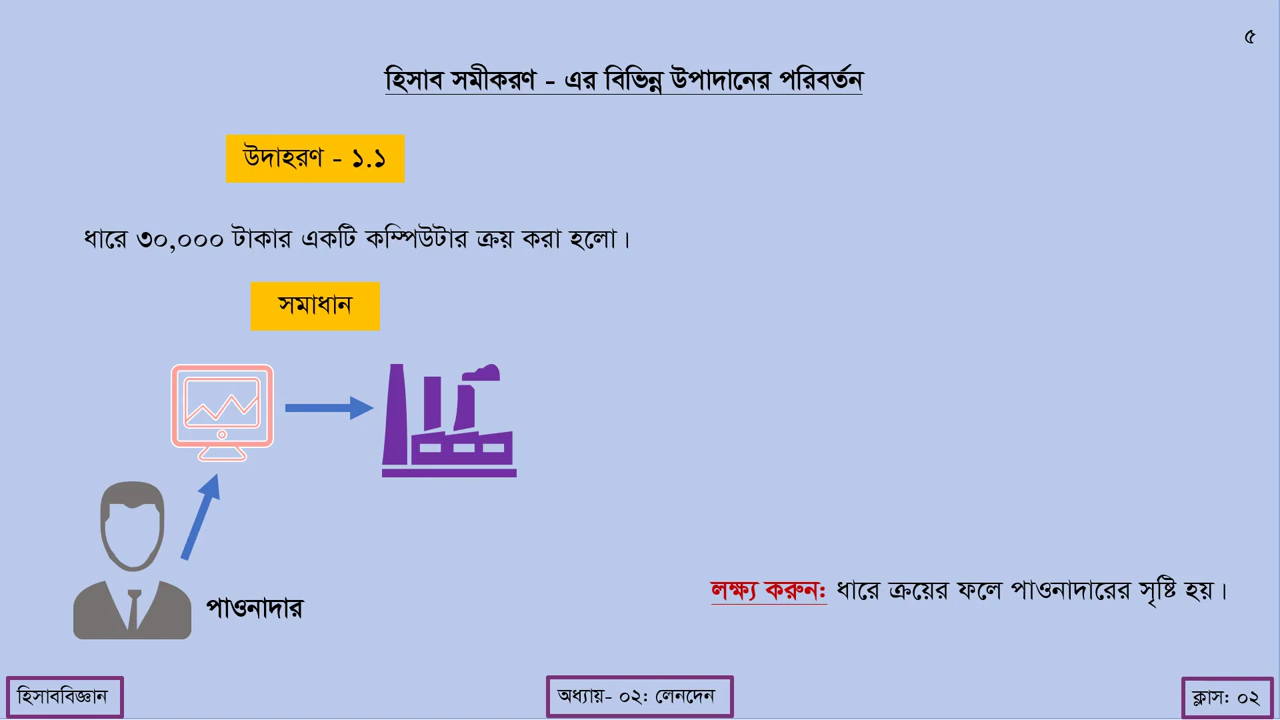 ৫
হিসাব সমীকরণ - এর বিভিন্ন উপাদানের পরিবর্তন
উদাহরণ - ১.১
ধারে ৩০,০০০ টাকার একটি কম্পিউটার ক্রয় করা হলো।
সমাধান
পাওনাদার
লক্ষ্য করুন: ধারে ক্রয়ের ফলে পাওনাদারের সৃষ্টি হয়।
হিসাববিজ্ঞান
অধ্যায়- ০২: লেনদেন
ক্লাস: ০২